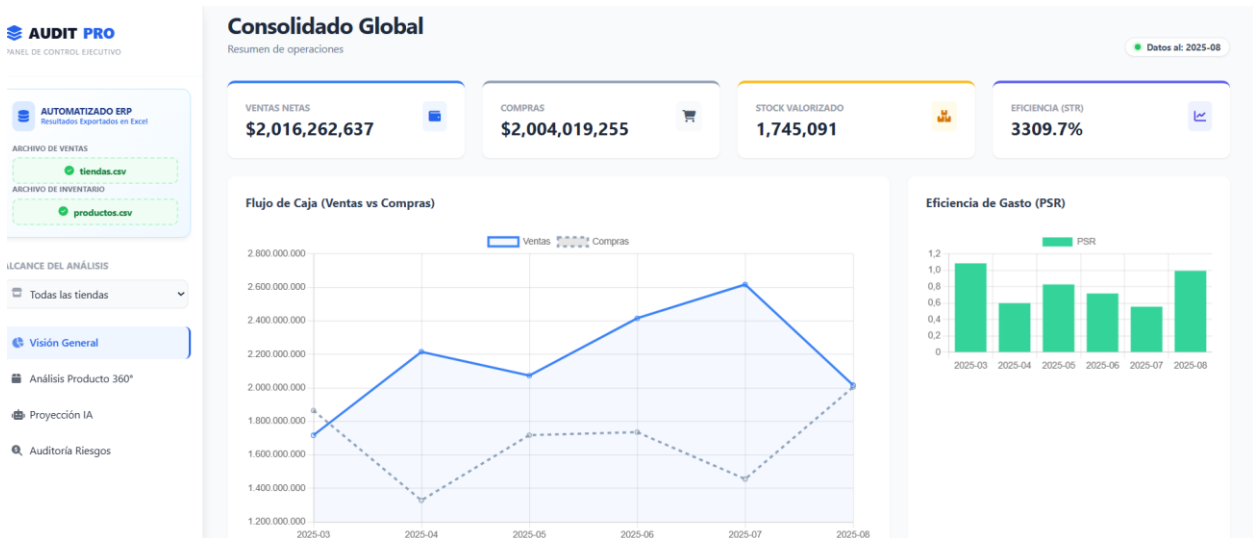 AUDIT PRO
PANEL DE CONTROL EJECUTIVO
AUTOMATIZADO ERP
Resultados Exportados en Excel
ARCHIVO DE VENTAS
tiendas.csv
ARCHIVO DE INVENTARIO
productos.csv
ALCANCE DEL ANÁLISIS
Todas las tiendas
Visión General
Análisis Producto 360°
Proyección IA
Auditoría Riesgos
Consolidado Global
Resumen de operaciones
Datos al: 2025-08
VENTAS NETAS
$2,016,262,637
COMPRAS
$2,004,019,255
STOCK VALORIZADO
1,745,091
EFICIENCIA (STR)
3309.7%
Flujo de Caja (Ventas vs Compras)
Ventas Compras
2.800.000.000
2.600.000.000
2.400.000.000
2.200.000.000
2.000.000.000
1.800.000.000
1.600.000.000
1.400.000.000
1.200.000.000
2025-03 2025-04 2025-05 2025-06 2025-07 2025-08
Eficiencia de Gasto (PSR)
PSR
1,2
1,0
0,8
0,6
0,4
0,2
0
2025-03 2025-04 2025-05 2025-06 2025-07 2025-08